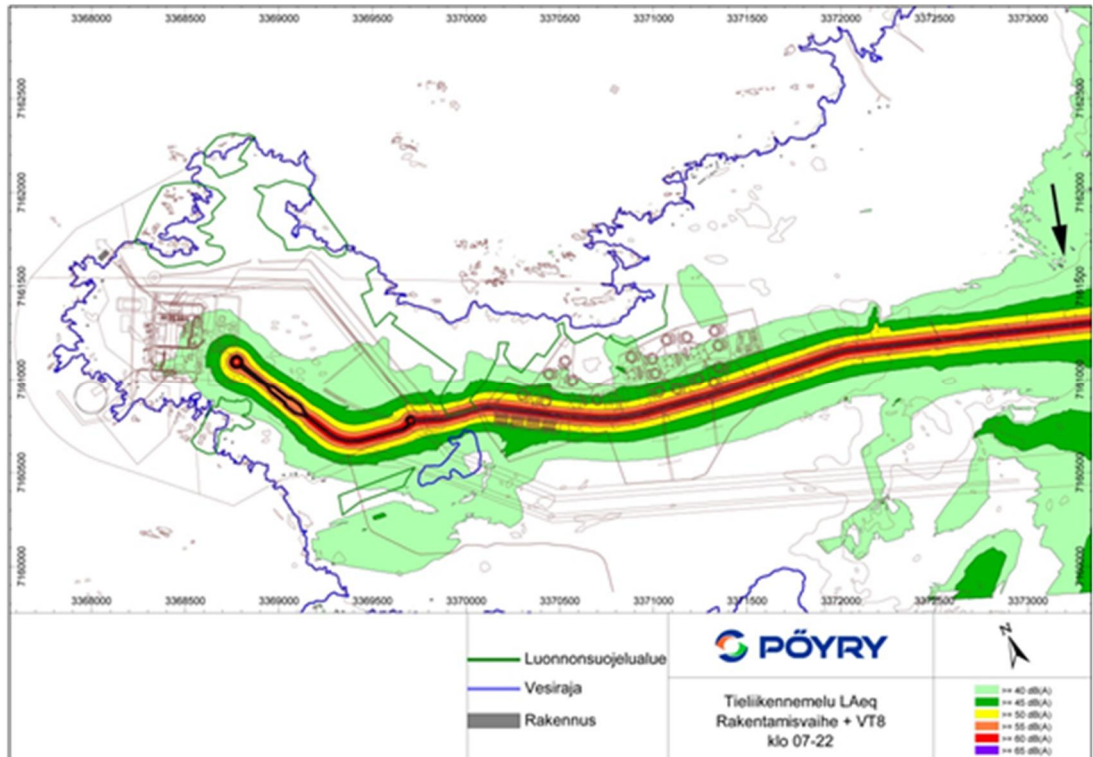 3368000 3368500 3369000 3369500 3370000 3370500 3371000 3371500 3372000 3372500 3373000
7162500 7162500
7162000 7162000
7161500 7161500
7161000 7161000
7160500 7160500
7160000 7160000
3368000 3368500 3369000 3369500 3370000 3370500 3371000 3371500 3372000 3372500 3373000
Luonnonsuojelualue
Vesiraja
Rakennus
PÖYRY
Tieliikennemelu LAeq
Rakentamisvaihe + VT8
klo 07-22
N
>= 40 dB(A)
>= 45 dB(A)
>= 50 dB(A)
>= 55 dB(A)
>= 60 dB(A)
>= 65 dB(A)